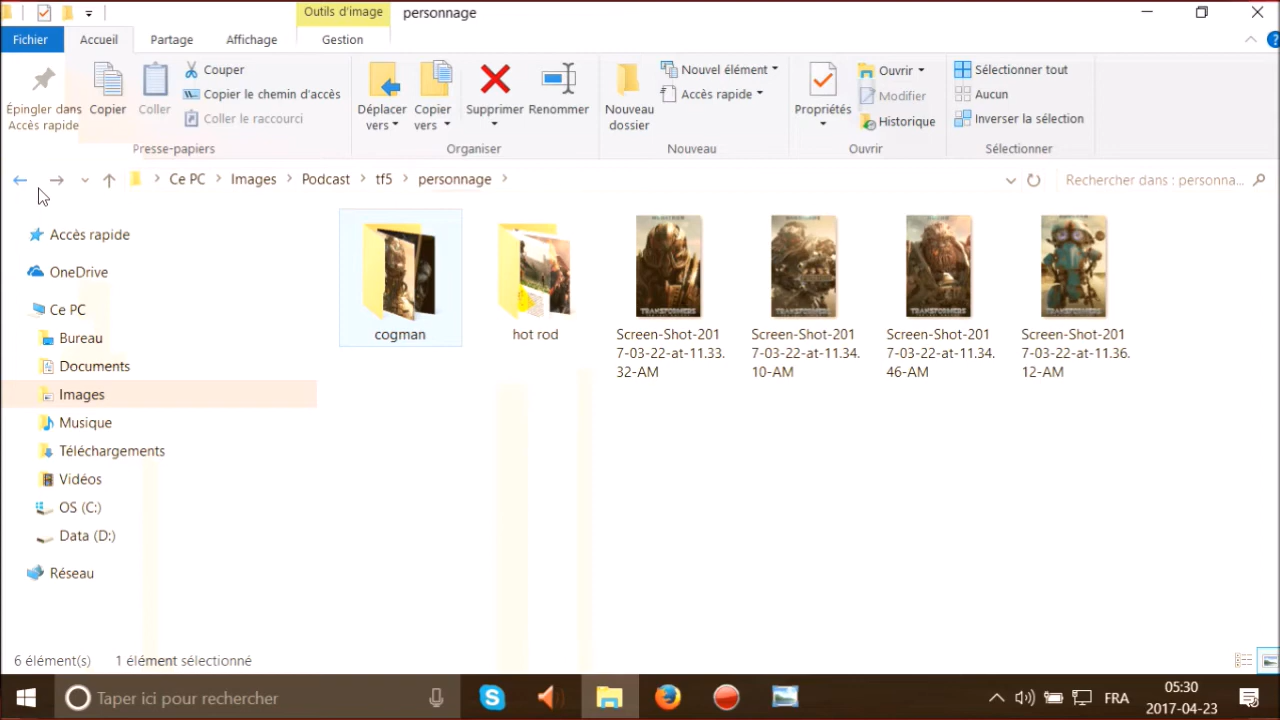 Outils d'image
personnage
Fichier
Accueil
Partage
Affichage
Gestion
Épingler dans
Accès rapide
Copier
Coller
Couper
Copier le chemin d'accès
Coller le raccourci
Déplacer
vers
Copier
vers
Supprimer
Renommer
Nouveau
dossier
Nouvel élément
Accès rapide
Propriétés
Ouvrir
Modifier
Historique
Sélectionner tout
Aucun
Inverser la sélection
Presse-papiers
Organiser
Nouveau
Ouvrir
Sélectionner
Ce PC
Images
Podcast
tf5
personnage
Rechercher dans : personna...
Accès rapide
OneDrive
Ce PC
Bureau
Documents
Images
Musique
Téléchargements
Vidéos
OS (C:)
Data (D:)
Réseau
cogman
hot rod
TRANSFORMERS
Screen-Shot-201
7-03-22-at-11.33.
32-AM
TRANSFORMERS
Screen-Shot-201
7-03-22-at-11.34.
10-AM
TRANSFORMERS
Screen-Shot-201
7-03-22-at-11.34.
46-AM
TRANSFORMERS
Screen-Shot-201
7-03-22-at-11.36.
12-AM
6 élément(s)
1 élément sélectionné
Taper ici pour rechercher
FRA
05:30
2017-04-23